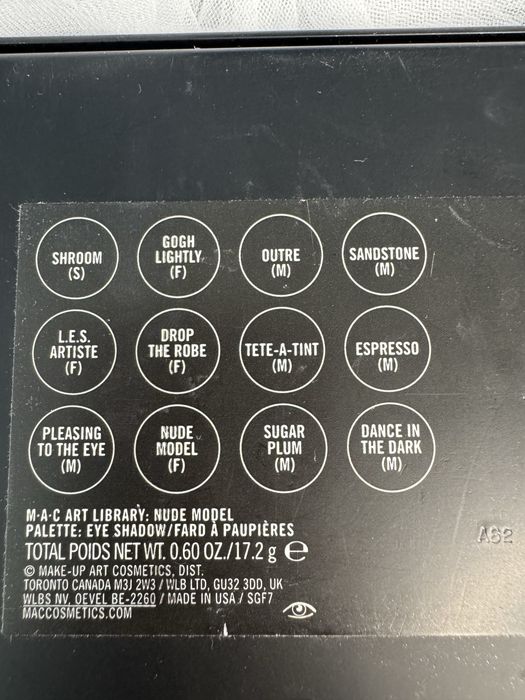 SHROOM
(S)
GOGH
LIGHTLY
(F)
OUTRE
(M)
SANDSTONE
(M)
L.E.S.
ARTISTE
(F)
DROP
THE ROBE
(F)
TETE-A-TINT
(M)
ESPRESSO
(M)
PLEASING
TO THE EYE
(M)
NUDE
MODEL
(F)
SUGAR
PLUM
(M)
DANCE IN
THE DARK
(M)
M·A·C ART LIBRARY: NUDE MODEL
PALETTE: EYE SHADOW/FARD À PAUPIÈRES
TOTAL POIDS NET WT. 0.60 OZ./17.2 g ℮
© MAKE-UP ART COSMETICS, DIST.
TORONTO CANADA M3J 2W3 / WLB LTD, GU32 3DD, UK
WLBS NV, OEVEL BE-2260 / MADE IN USA / SGF7
MACCOSMETICS.COM
A62